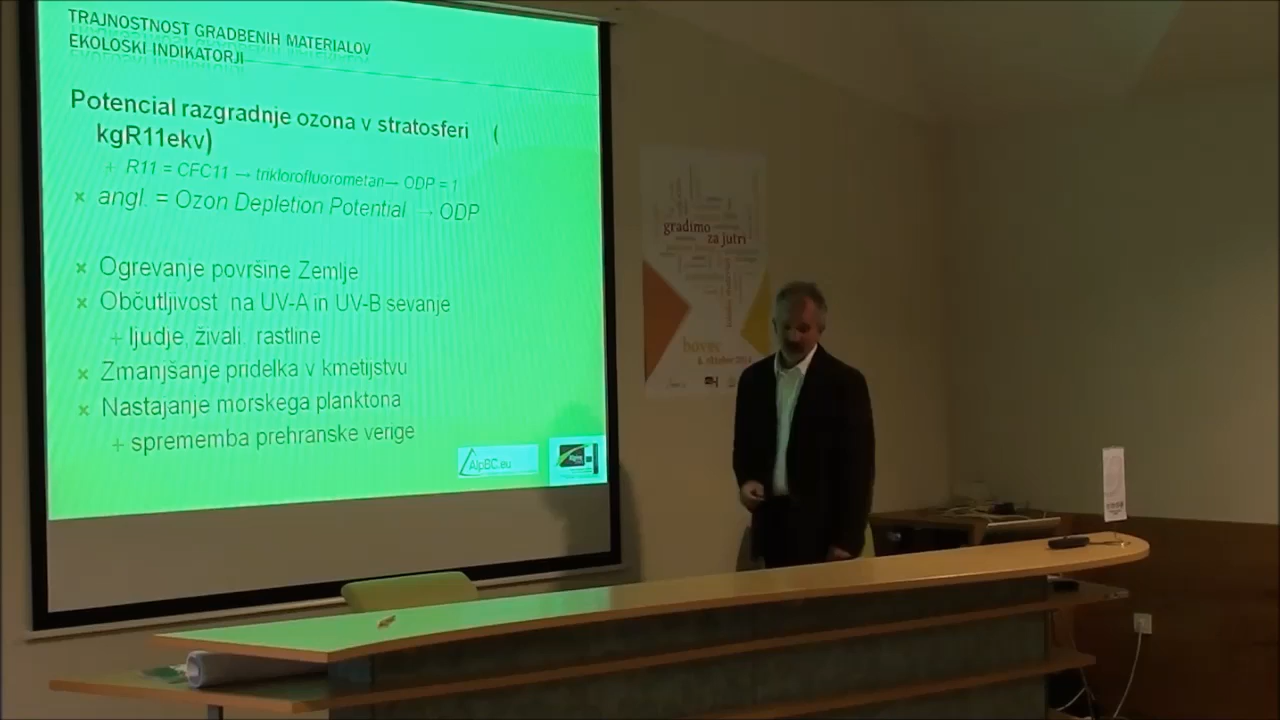 TRAJNOSTNOST GRADBENIH MATERIALOV
EKOLOSKI INDIKATORJI
Potencial razgradnje ozona v stratosferi (
kgR11ekv)
+ R11 = CFC11 → triklorofluorometan→ ODP = 1
× angl. = Ozon Depletion Potential → ODP
× Ogrevanje površine Zemlje
× Občutljivost na UV-A in UV-B sevanje
+ ljudje, živali, rastline
× Zmanjšanje pridelka v kmetijstvu
× Nastajanje morskega planktona
+ sprememba prehranske verige
AlpBC.eu
gradimo
za jutri
bovec